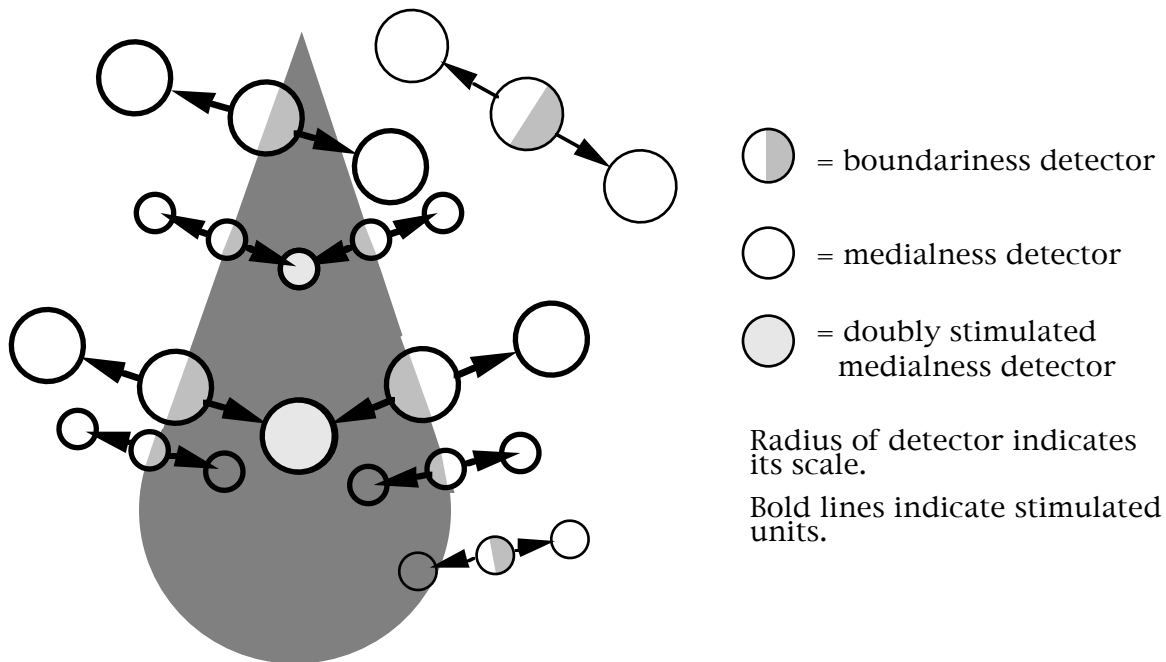 = boundariness detector
= medialness detector
= doubly stimulated
medialness detector
Radius of detector indicates
its scale.
Bold lines indicate stimulated
units.